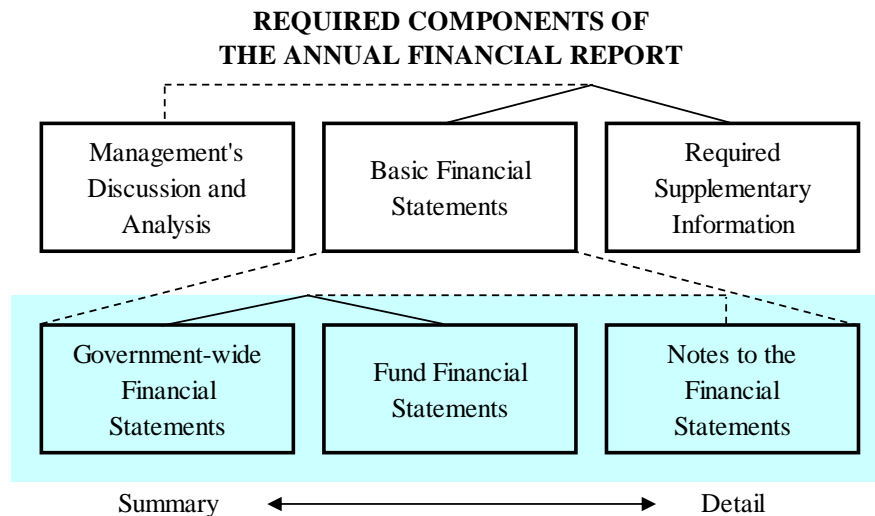 REQUIRED COMPONENTS OF
THE ANNUAL FINANCIAL REPORT
Management's
Discussion and
Analysis
Basic Financial
Statements
Required
Supplementary
Information
Government-wide
Financial
Statements
Fund Financial
Statements
Notes to the
Financial
Statements
Summary
Detail